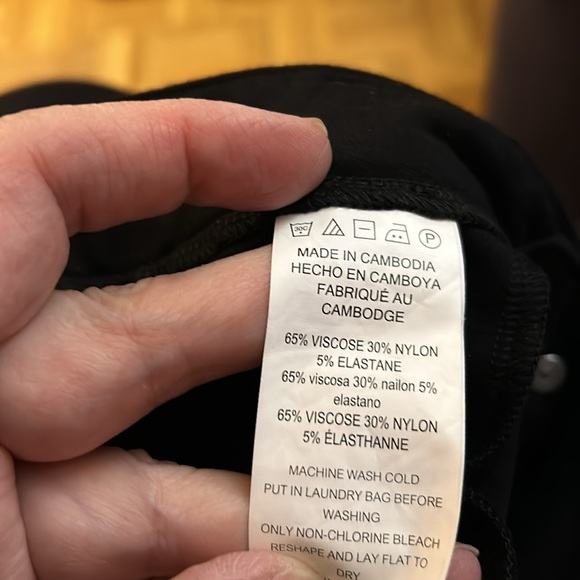 30C P
MADE IN CAMBODIA
HECHO EN CAMBOYA
FABRIQUÉ AU
CAMBODGE
65% VISCOSE 30% NYLON
5% ELASTANE
65% viscosa 30% nailon 5%
elastano
65% VISCOSE 30% NYLON
5% ÉLASTHANNE
MACHINE WASH COLD
PUT IN LAUNDRY BAG BEFORE
WASHING
ONLY NON-CHLORINE BLEACH
RESHAPE AND LAY FLAT TO
DRY